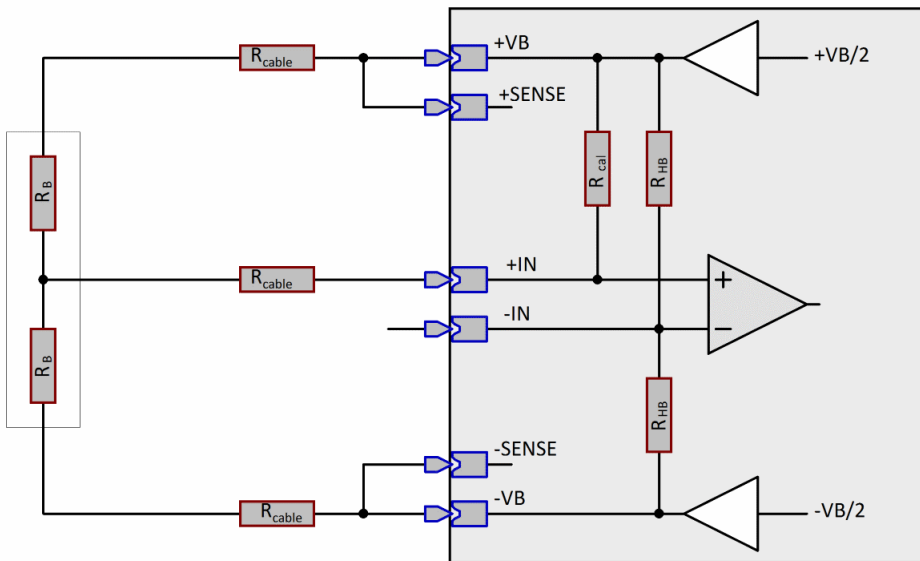 Rcable
+VB
+VB/2
+SENSE
RB
Rcal
RHB
Rcable
+IN
+
-IN
−
RB
RHB
-SENSE
Rcable
-VB
-VB/2